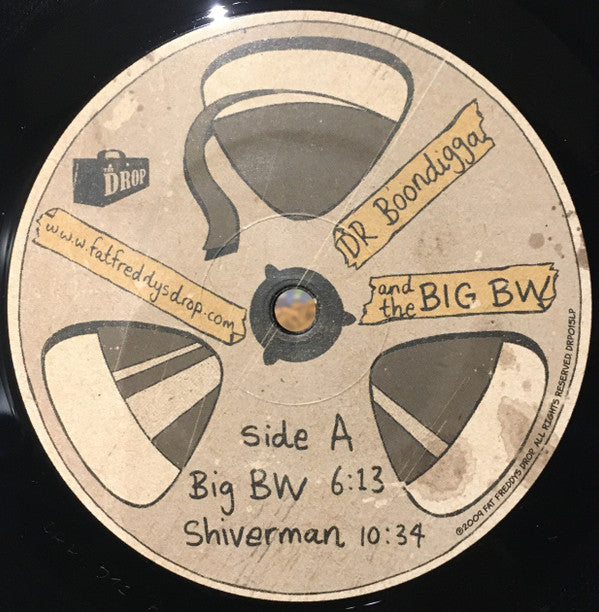 THE DROP
DR Boondigga
and the BIG BW
www.fatfreddysdrop.com
side A
Big BW 6:13
Shiverman 10:34
©2009 FAT FREDDYS DROP. ALL RIGHTS RESERVED. DRP013LP